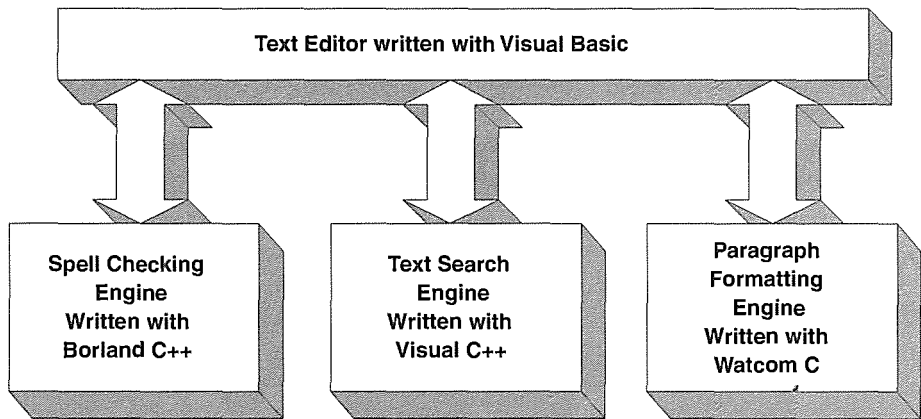 Text Editor written with Visual Basic
Spell Checking
Engine
Written with
Borland C++
Text Search
Engine
Written with
Visual C++
Paragraph
Formatting
Engine
Written with
Watcom C